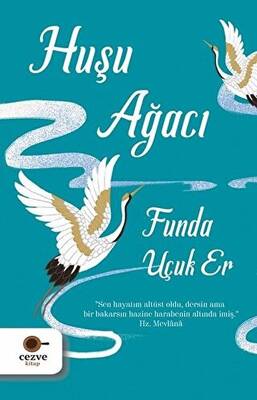 Huşu
Ağacı
Funda
Uçuk Er
"Sen hayatım altüst oldu, dersin ama
bir bakarsın hazine harabenin altında imiş."
Hz. Mevlânâ
cezve
kitap